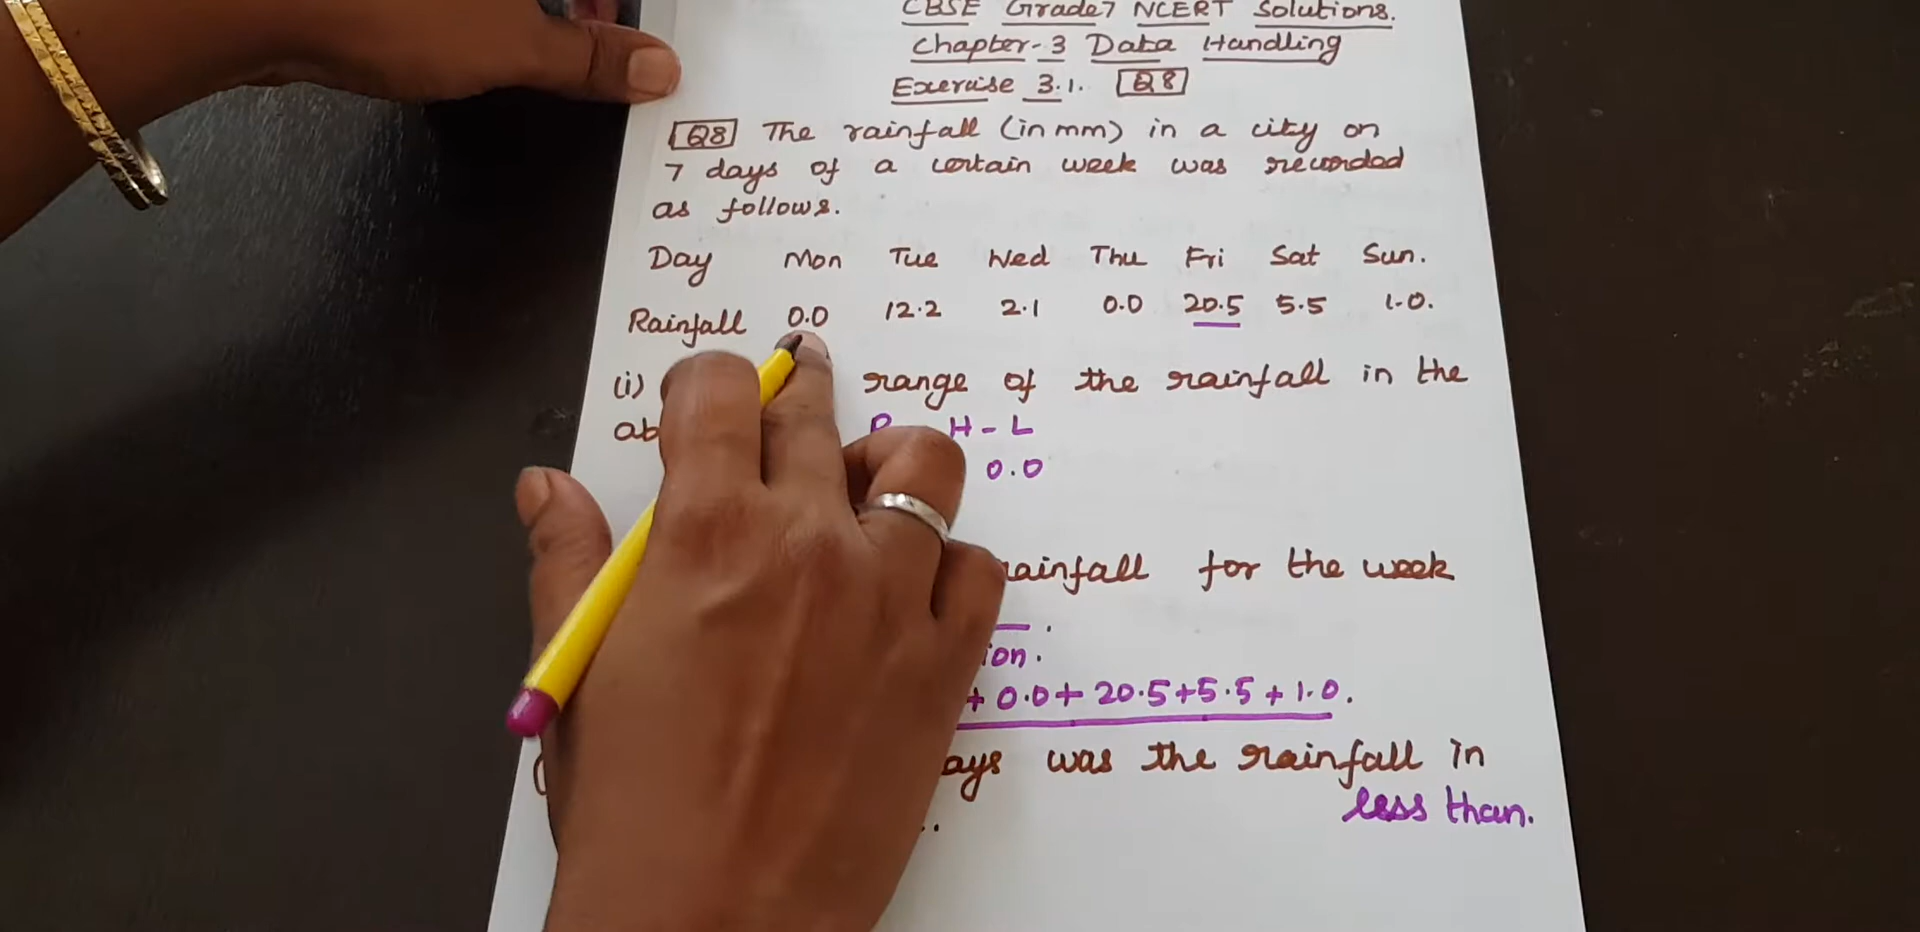 CBSE Grade7 NCERT Solutions.
Chapter-3 Data Handling
Exercise 3.1. Q8
Q8 The rainfall (in mm) in a city on
7 days of a certain week was recorded
as follows.
Day Mon Tue Wed Thu Fri Sat Sun.
Rainfall 0.0 12.2 2.1 0.0 20.5 5.5 1.0.
(i) range of the rainfall in the
ab H - L
0.0
rainfall for the week
ion.
+ 0.0 + 20.5 + 5.5 + 1.0.
ays was the rainfall in
less than.